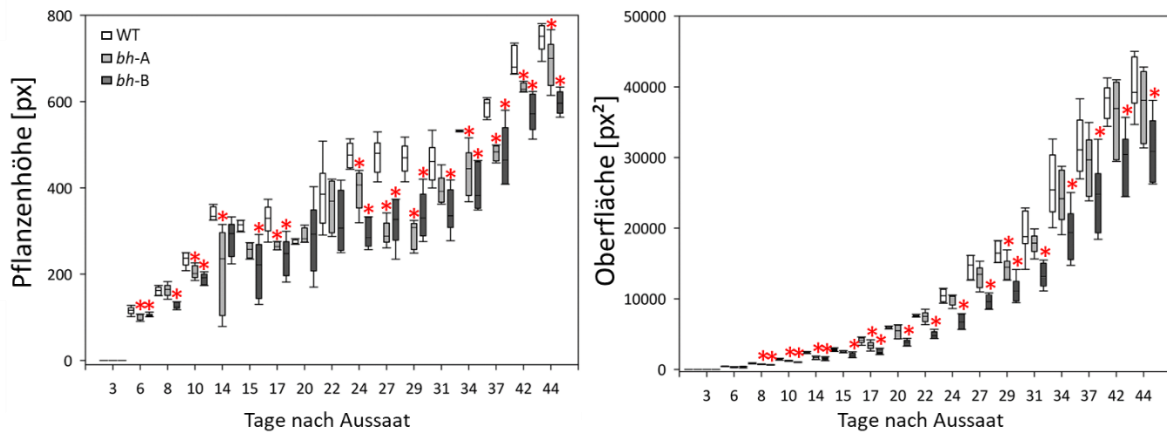 800
600
400
200
0
Pflanzenhöhe [px]
WT
bh-A
bh-B
3 6 8 10 14 15 17 20 22 24 27 29 31 34 37 42 44
Tage nach Aussaat
50000
40000
30000
20000
10000
0
Oberfläche [px²]
3 6 8 10 14 15 17 20 22 24 27 29 31 34 37 42 44
Tage nach Aussaat